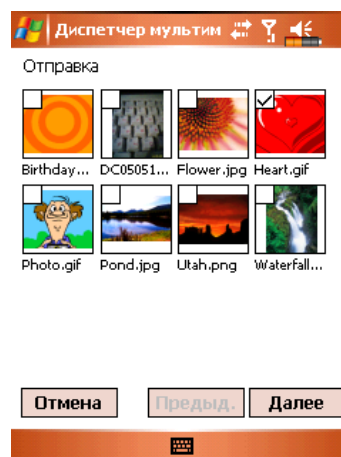 Диспетчер мультим
Отправка
Birthday... DC05051... Flower.jpg Heart.gif
Photo.gif Pond.jpg Utah.png Waterfall...
Отмена Предыд. Далее